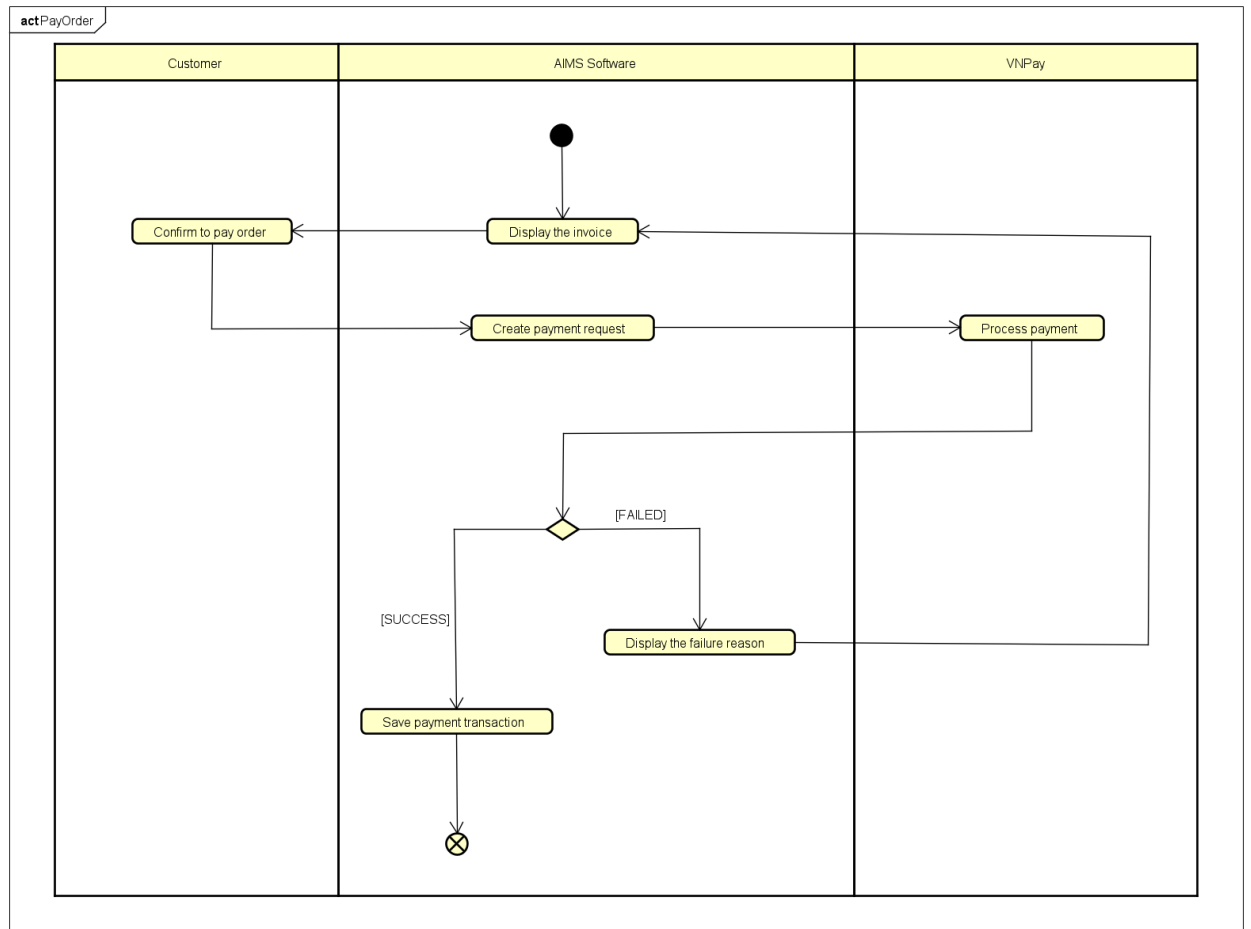 act PayOrder
Customer
AIMS Software
VNPay
Confirm to pay order
Display the invoice
Create payment request
Process payment
[FAILED]
[SUCCESS]
Display the failure reason
Save payment transaction